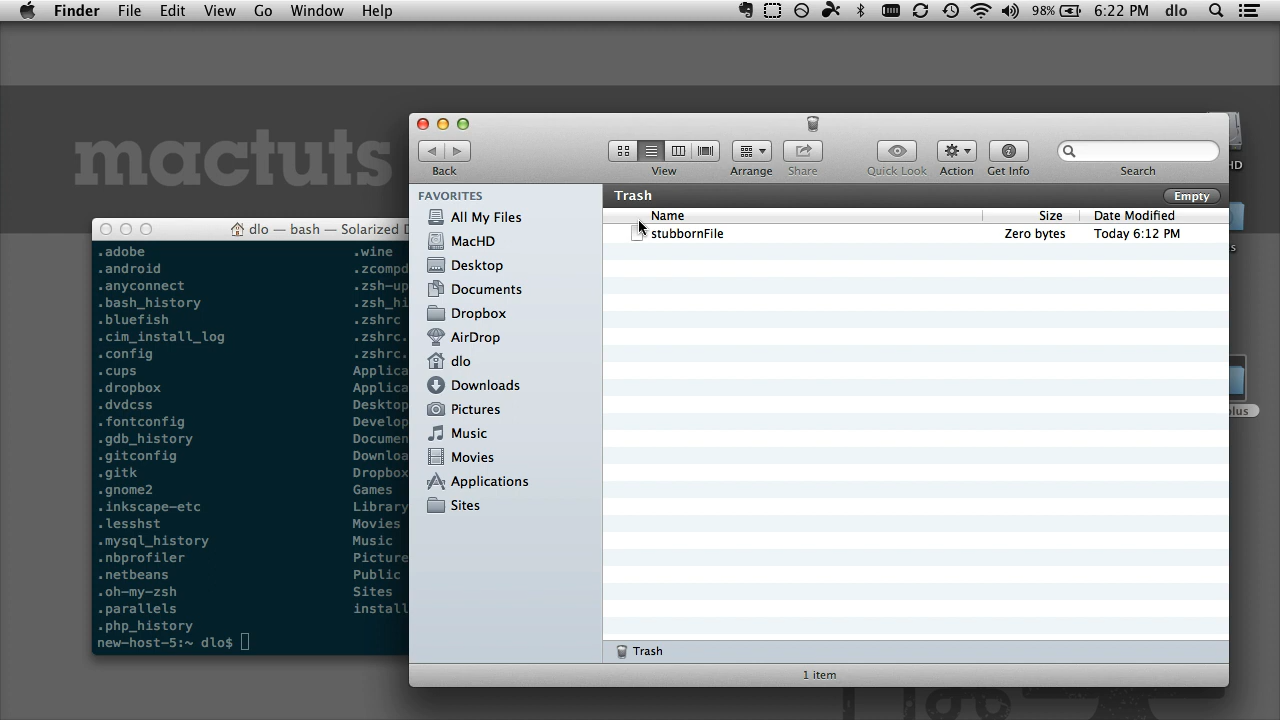 Finder File Edit View Go Window Help 98% 6:22 PM dlo
mactuts
HD
s
plus
dlo — bash — Solarized D
.adobe .wine
.android .zcompd
.anyconnect .zsh-up
.bash_history .zsh_hi
.bluefish .zshrc
.cim_install_log .zshrc.
.config .zshrc.
.cups Applica
.dropbox Applica
.dvdcss Desktop
.fontconfig Develop
.gdb_history Documen
.gitconfig Downloa
.gitk Dropbox
.gnome2 Games
.inkscape-etc Library
.lesshst Movies
.mysql_history Music
.nbprofiler Picture
.netbeans Public
.oh-my-zsh Sites
.parallels install
.php_history
new-host-5:~ dlo$
Back View Arrange Share Quick Look Action Get Info Search
FAVORITES
All My Files
MacHD
Desktop
Documents
Dropbox
AirDrop
dlo
Downloads
Pictures
Music
Movies
Applications
Sites
Trash Empty
Name Size Date Modified
stubbornFile Zero bytes Today 6:12 PM
Trash
1 item